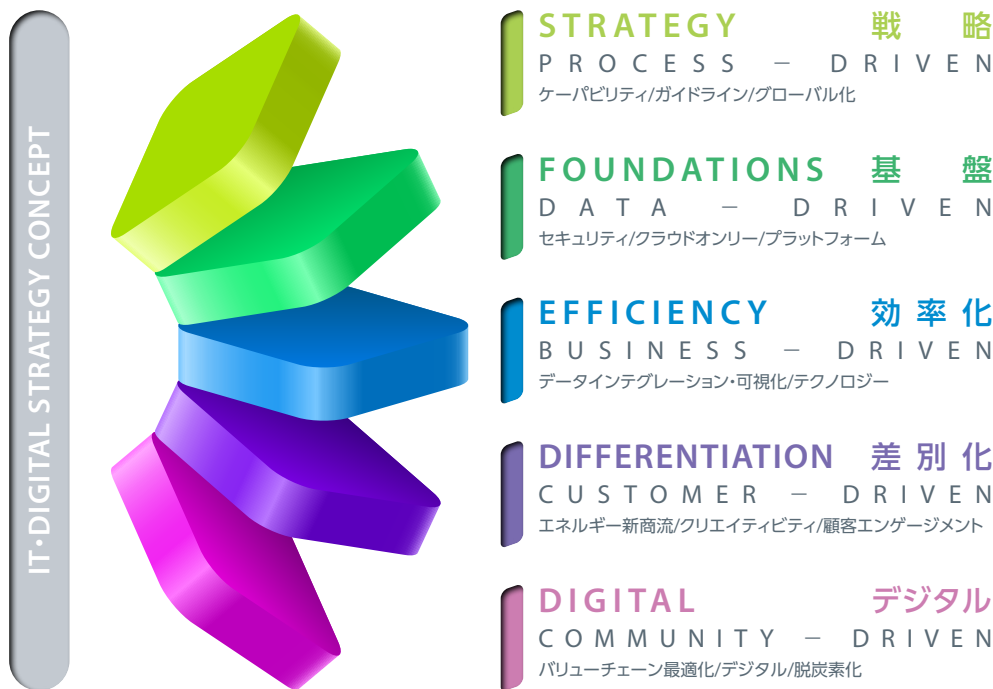 IT・DIGITAL STRATEGY CONCEPT
STRATEGY 戦略
PROCESS – DRIVEN
ケーパビリティ/ガイドライン/グローバル化
FOUNDATIONS 基盤
DATA – DRIVEN
セキュリティ/クラウドオンリー/プラットフォーム
EFFICIENCY 効率化
BUSINESS – DRIVEN
データインテグレーション・可視化/テクノロジー
DIFFERENTIATION 差別化
CUSTOMER – DRIVEN
エネルギー新商流/クリエイティビティ/顧客エンゲージメント
DIGITAL デジタル
COMMUNITY – DRIVEN
バリューチェーン最適化/デジタル/脱炭素化